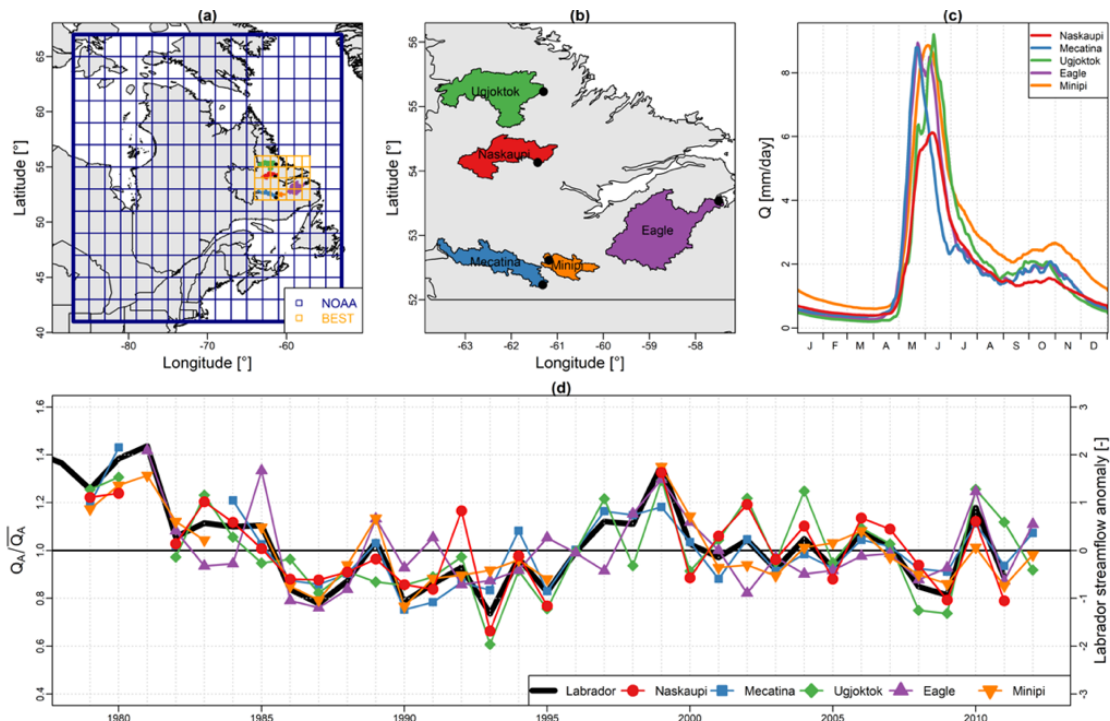 (a)
(b)
(c)
65
60
55
50
45
40
Latitude [°]
-80
-70
-60
Longitude [°]
NOAA
BEST
56
55
54
53
52
Latitude [°]
Ugjoktok
Naskaupi
Eagle
Mecatina
Minipi
-63
-62
-61
-60
-59
-58
Longitude [°]
Naskaupi
Mecatina
Ugjoktok
Eagle
Minipi
8
6
4
2
0
Q [mm/day]
J F M A M J J A S O N D
(d)
1.6
1.4
1.2
1.0
0.8
0.6
0.4
Q_A/Q_A
3
2
1
0
-1
-2
-3
Labrador streamflow anomaly [-]
Labrador Naskaupi Mecatina Ugjoktok Eagle Minipi
1980 1985 1990 1995 2000 2005 2010